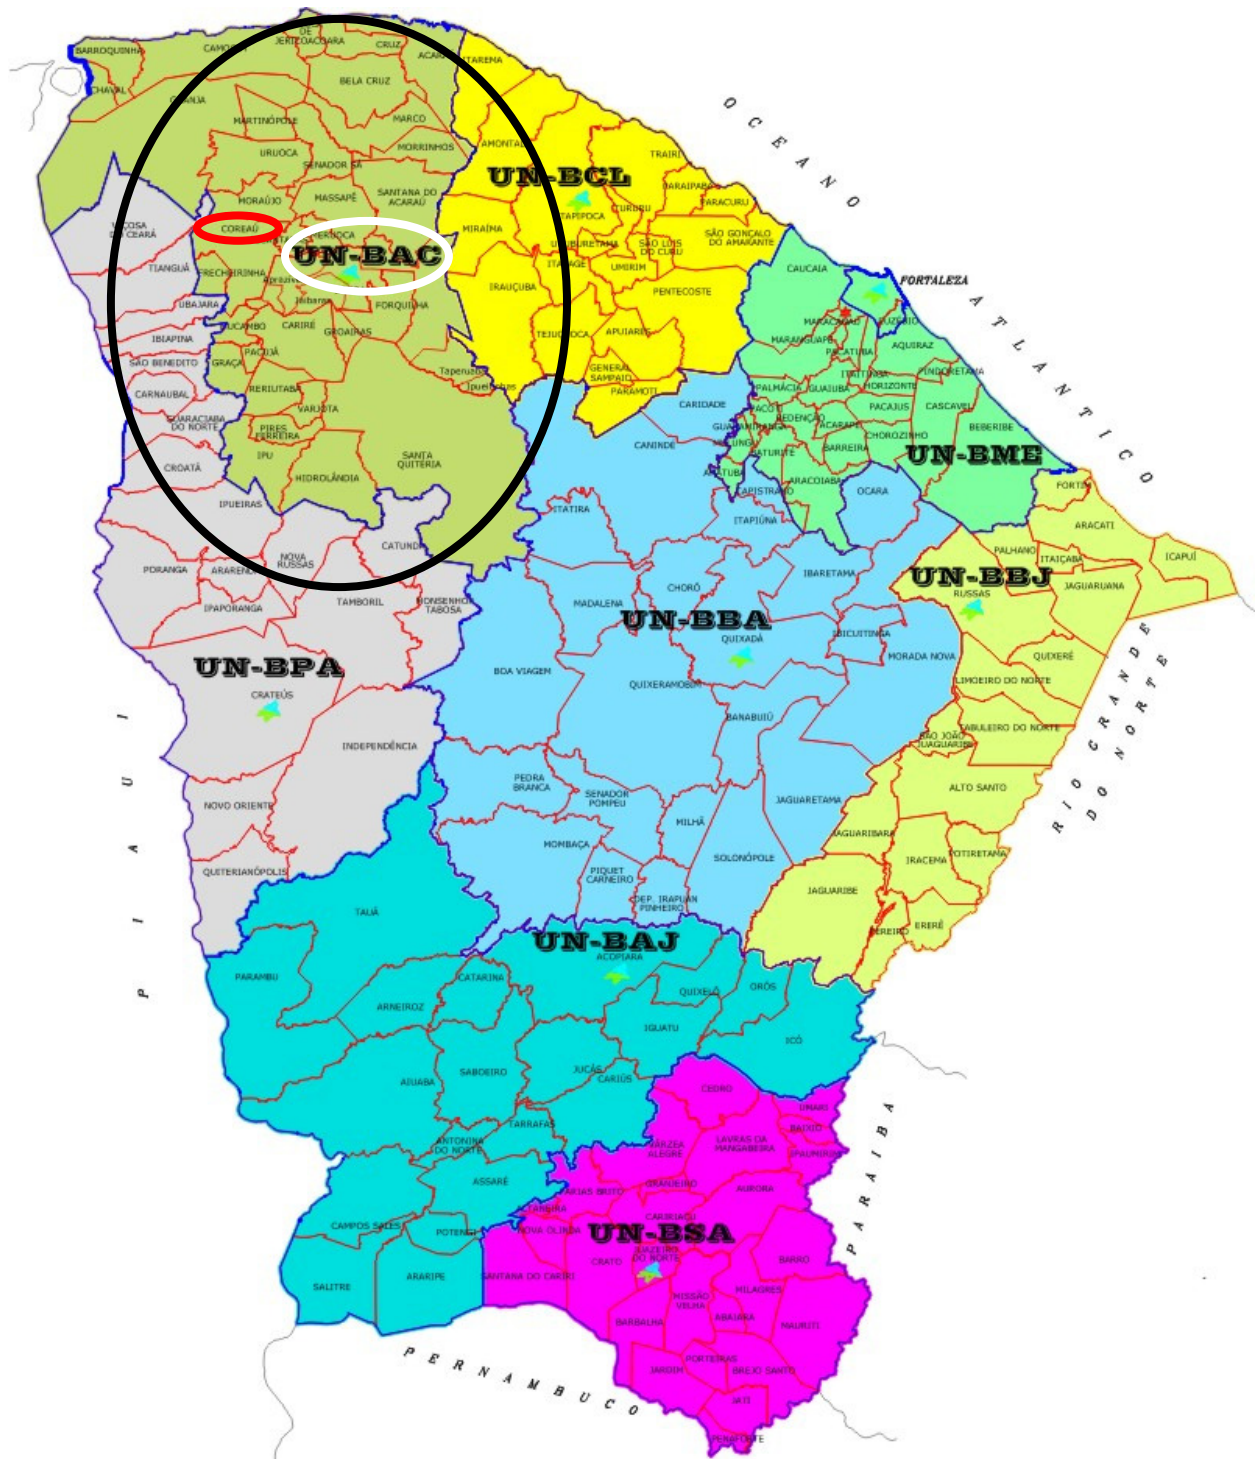 BARROQUINHA
CHAVAL
DE
JERICOACOARA
CRUZ
BELA CRUZ
MARTINÓPOLE
MARCO
MORRINHOS
URUOCA
SENADOR SÁ
MORAÚJO
MASSAPÊ
SANTANA DO
ACARAÚ
COREAÚ
UN-BAC
FRECHEIRINHA
FORQUILHA
CARIRÉ
GROAIRAS
GRAÇA
PACUJÁ
RERIUTABA
VARJOTA
PIRES
FERREIRA
IPU
HIDROLÂNDIA
SANTA
QUITÉRIA
TIANGUÁ
UBAJARA
IBIAPINA
SÃO BENEDITO
CARNAUBAL
GUARACIABA
DO NORTE
CROATÁ
IPUEIRAS
NOVA
RUSSAS
CATUNDA
PORANGA
IPAPORANGA
TAMBORIL
MONSENHOR
TABOSA
UN-BPA
CRATEÚS
INDEPENDÊNCIA
NOVO ORIENTE
QUITERIANÓPOLIS
ITAREMA
UN-BCL
TRAIRI
PARACURU
ITAPIPOCA
MIRAÍMA
URUBURETAMA
SÃO LUIS
DO CURU
SÃO GONÇALO
DO AMARANTE
UMIRIM
IRAUÇUBA
PENTECOSTE
APUIARES
GENERAL
SAMPAIO
PARAMOTI
OCEANO
ATLÂNTICO
CAUCAIA
FORTALEZA
MARANGUAPE
PACATUBA
AQUIRAZ
ITAITINGA
PINDORETAMA
HORIZONTE
PALMÁCIA
GUAIUBA
PACAJUS
CASCAVEL
REDENÇÃO
ACARAPE
CHOROZINHO
BEBERIBE
BARREIRA
BATURITÉ
ARACOIABA
UN-BME
CAPISTRANO
CARIDADE
CANINDE
OCARA
ITATIRA
ITAPIÚNA
CHORÓ
IBARETAMA
MADALENA
UN-BBA
QUIXADÁ
IBICUITINGA
MORADA NOVA
BOA VIAGEM
QUIXERAMOBIM
BANABUIÚ
PEDRA
BRANCA
SENADOR
POMPEU
MILHÃ
JAGUARETAMA
MOMBAÇA
SOLONÓPOLE
PIQUET
CARNEIRO
DEP. IRAPUAN
PINHEIRO
FORTIM
ARACATI
PALHANO
ITAIÇABA
ICAPUÍ
UN-BBJ
RUSSAS
JAGUARUANA
QUIXERÉ
LIMOEIRO DO NORTE
TABULEIRO DO NORTE
SÃO JOÃO
JUAGUARIBE
ALTO SANTO
JAGUARIBARA
IRACEMA
POTIRETAMA
JAGUARIBE
ERERÊ
PEREIRO
RIO GRANDE
DO NORTE
PIAUI
TAUÁ
UN-BAJ
ACOPIARA
PARAMBU
CATARINA
ARNEIROZ
QUIXELÔ
ORÓS
IGUATU
ICÓ
AIUABA
SABOEIRO
JUCÁS
CARIÚS
TARRAFAS
ANTONINA
DO NORTE
ASSARÉ
CAMPOS SALES
POTENGI
SALITRE
ARARIPE
CEDRO
UMARI
BAIXIO
IPAUMIRIM
VÁRZEA
ALEGRE
LAVRAS DA
MANGABEIRA
GRANJEIRO
AURORA
FARIAS BRITO
ALTANEIRA
CARIRIAÇU
NOVA OLINDA
UN-BSA
JUAZEIRO
DO NORTE
CRATO
BARRO
SANTANA DO CARIRI
MISSÃO
VELHA
MILAGRES
BARBALHA
ABAIARA
MAURITI
PORTEIRAS
JARDIM
BREJO SANTO
JATI
PENAFORTE
PARAIBA
PERNAMBUCO